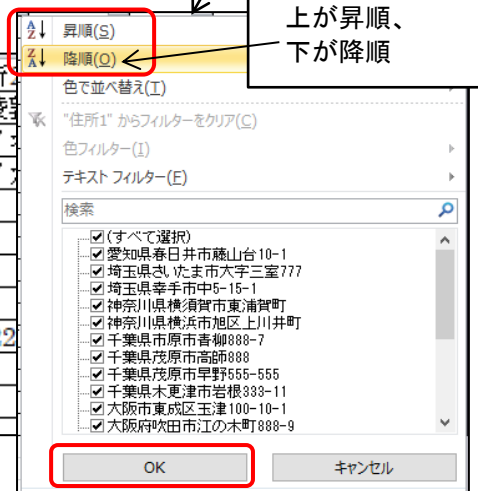 上が昇順、
下が降順
昇順(S)
降順(O)
色で並べ替え(T)
"住所1" からフィルターをクリア(C)
色フィルター(I)
テキスト フィルター(F)
検索
(すべて選択)
愛知県春日井市藤山台10-1
埼玉県さいたま市大字三室777
埼玉県幸手市中5-15-1
神奈川県横須賀市東浦賀町
神奈川県横浜市旭区上川井町
千葉県市原市青柳888-7
千葉県茂原市高師888
千葉県茂原市早野555-555
千葉県木更津市岩根333-11
大阪市東成区玉津100-10-1
大阪府吹田市江の木町888-9
OK
キャンセル